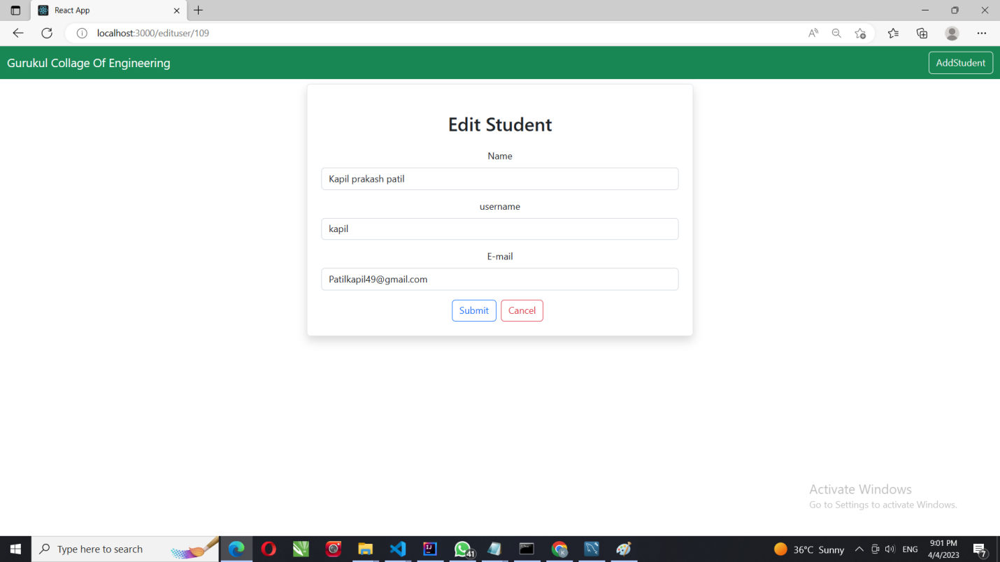 React App
localhost:3000/edituser/109
Gurukul Collage Of Engineering
AddStudent
Edit Student
Name
Kapil prakash patil
username
kapil
E-mail
Patilkapil49@gmail.com
Submit Cancel
Activate Windows
Go to Settings to activate Windows.
Type here to search
41
36°C Sunny
ENG
9:01 PM
4/4/2023
7